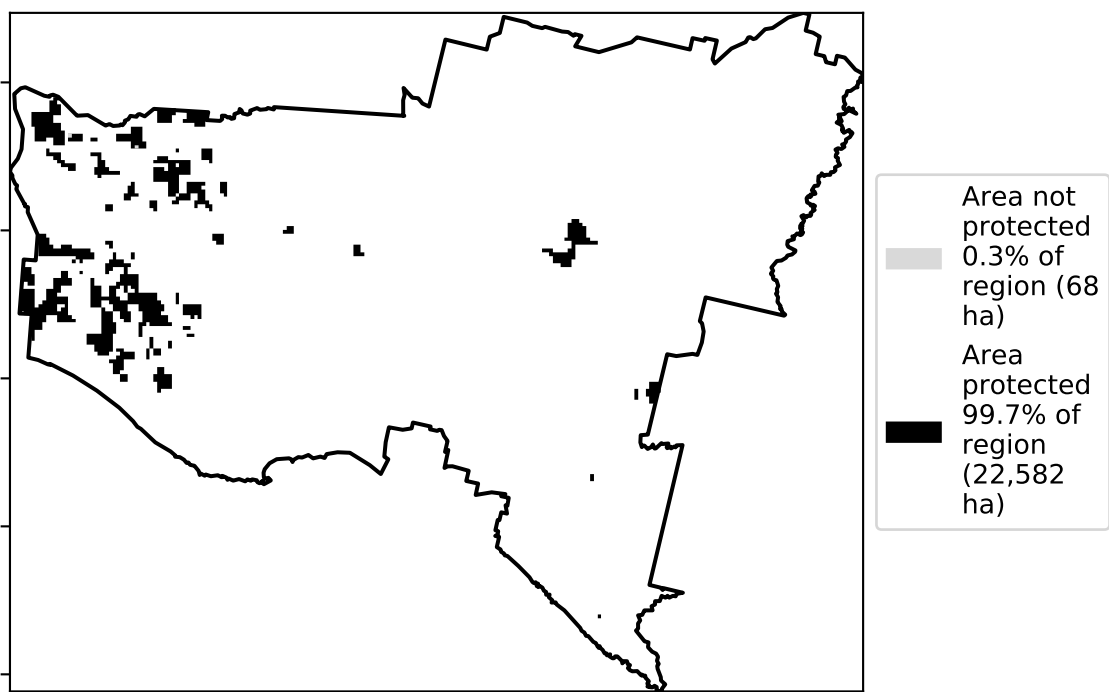 Area not
protected
0.3% of
region (68
ha)
Area
protected
99.7% of
region
(22,582
ha)